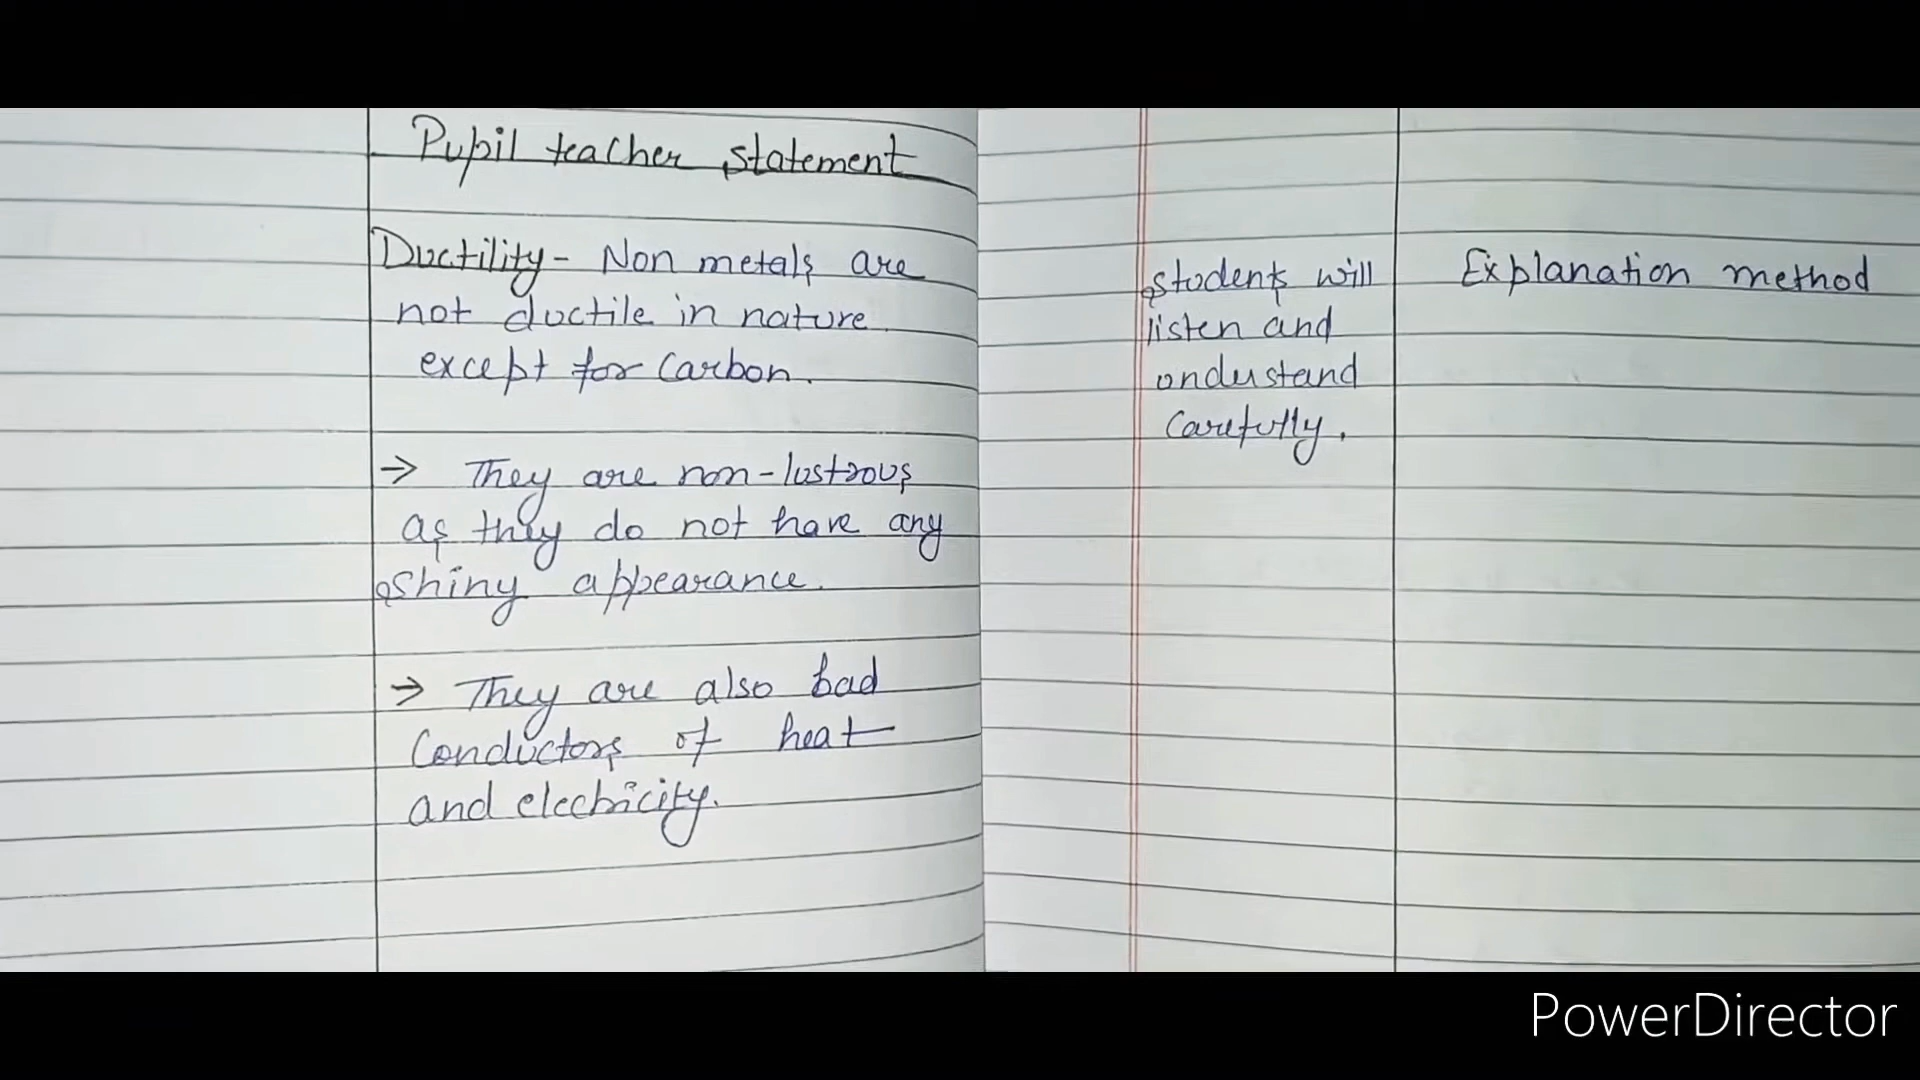 Pupil teacher statement
Ductility - Non metals are
not ductile in nature
except for Carbon.
→ They are non-lustrous
as they do not have any
shiny appearance.
→ They are also bad
Conductors of heat
and electricity.
students will
listen and
understand
Carefully.
Explanation method
PowerDirector